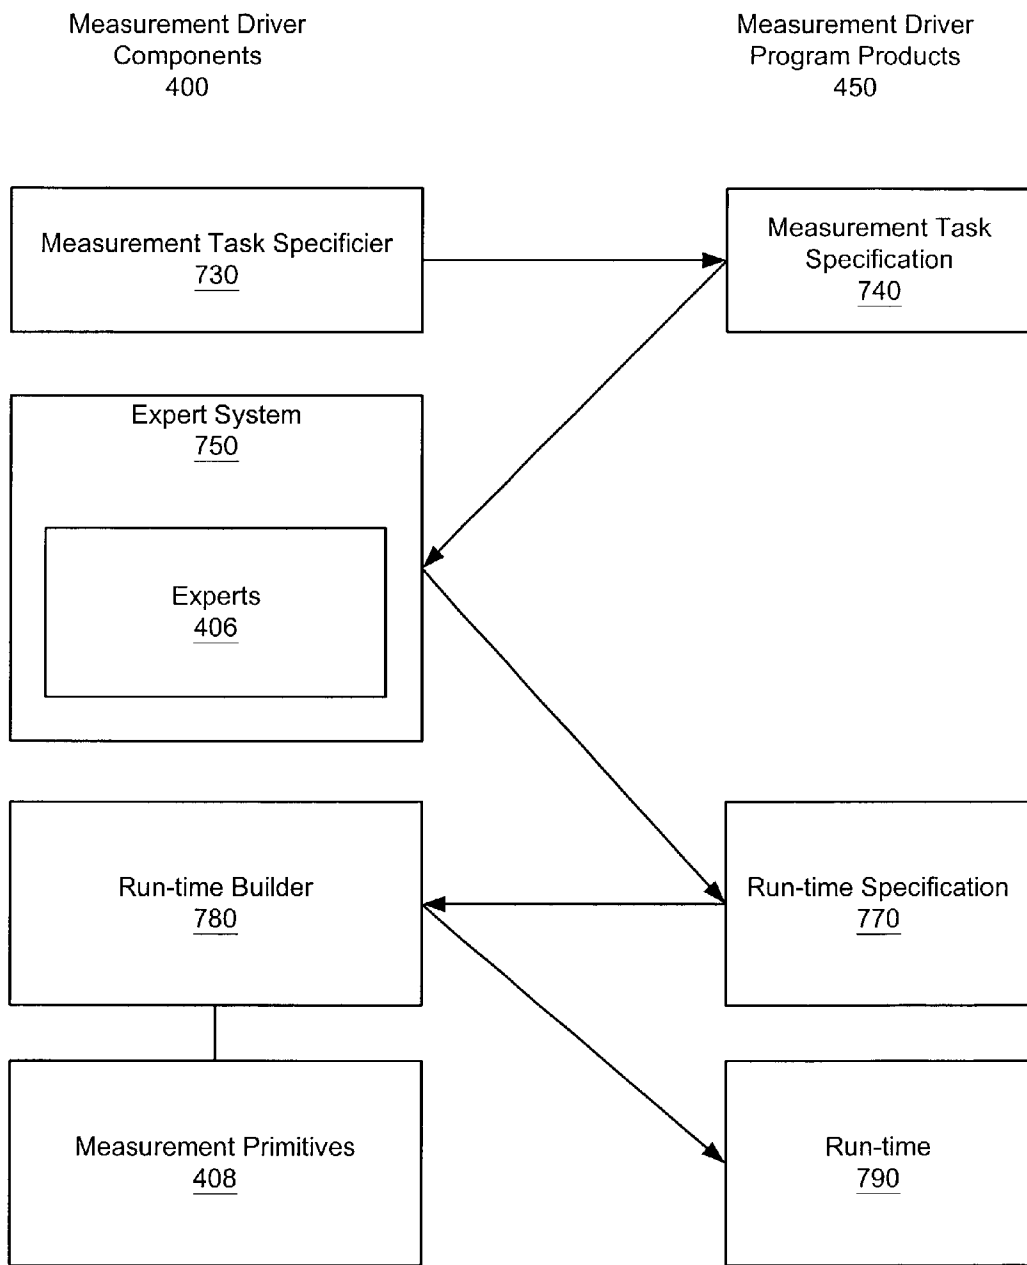 Measurement Driver
Components
400
Measurement Driver
Program Products
450
Measurement Task Specificier
730
Measurement Task
Specification
740
Expert System
750
Experts
406
Run-time Builder
780
Run-time Specification
770
Measurement Primitives
408
Run-time
790